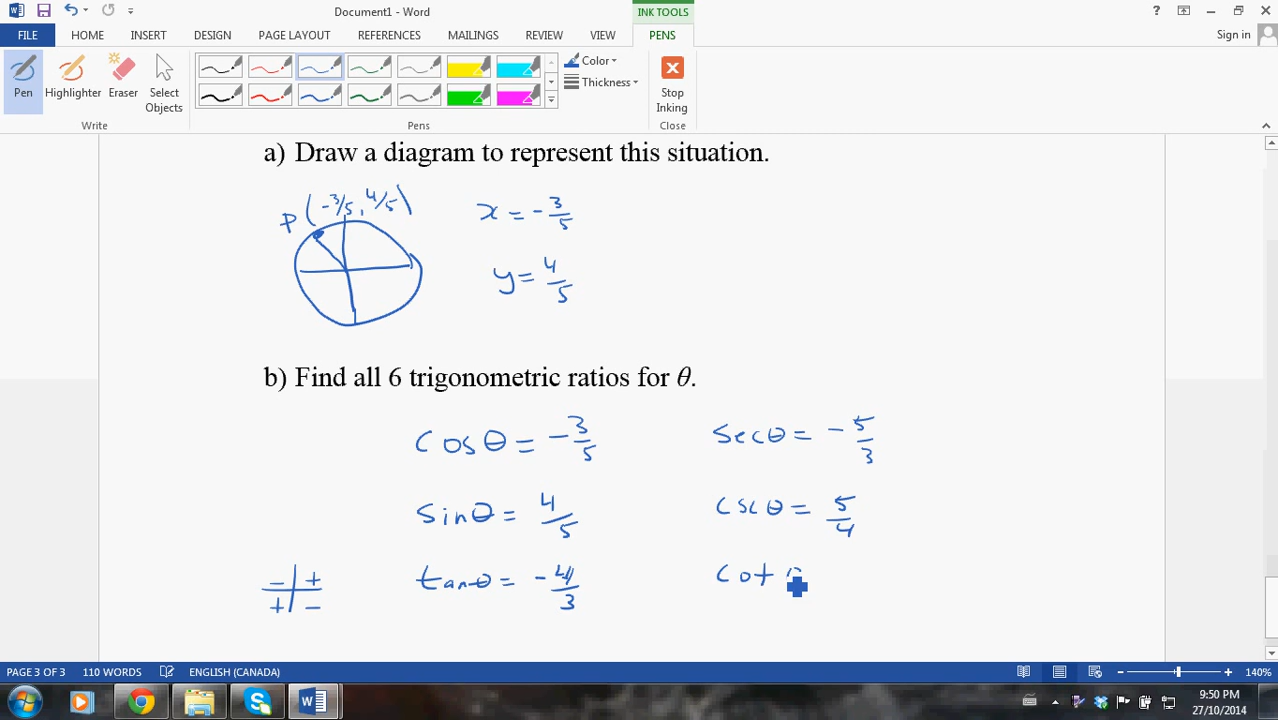 Document1 - Word
INK TOOLS
?
FILE HOME INSERT DESIGN PAGE LAYOUT REFERENCES MAILINGS REVIEW VIEW PENS Sign in
Pen Highlighter Eraser Select Objects
Color
Thickness
Stop Inking
Write Pens Close
a) Draw a diagram to represent this situation.
P (-3/5, 4/5)
x = -3/5
y = 4/5
b) Find all 6 trigonometric ratios for θ.
cosθ = -3/5 secθ = -5/3
sinθ = 4/5 cscθ = 5/4
- + tanθ = -4/3 cot
+ -
PAGE 3 OF 3 110 WORDS ENGLISH (CANADA) 140%
9:50 PM
27/10/2014